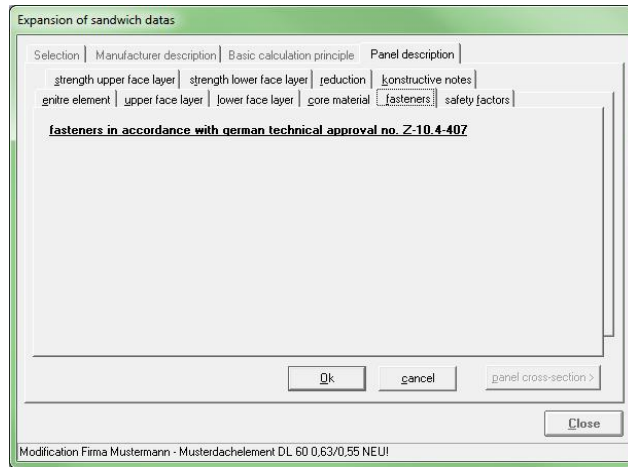 Expansion of sandwich datas
Selection Manufacturer description Basic calculation principle Panel description
strength upper face layer strength lower face layer reduction konstructive notes
enitre element upper face layer lower face layer core material fasteners safety factors
fasteners in accordance with german technical approval no. Z-10.4-407
Ok cancel panel cross-section >
Close
Modification Firma Mustermann - Musterdachelement DL 60 0,63/0,55 NEU!